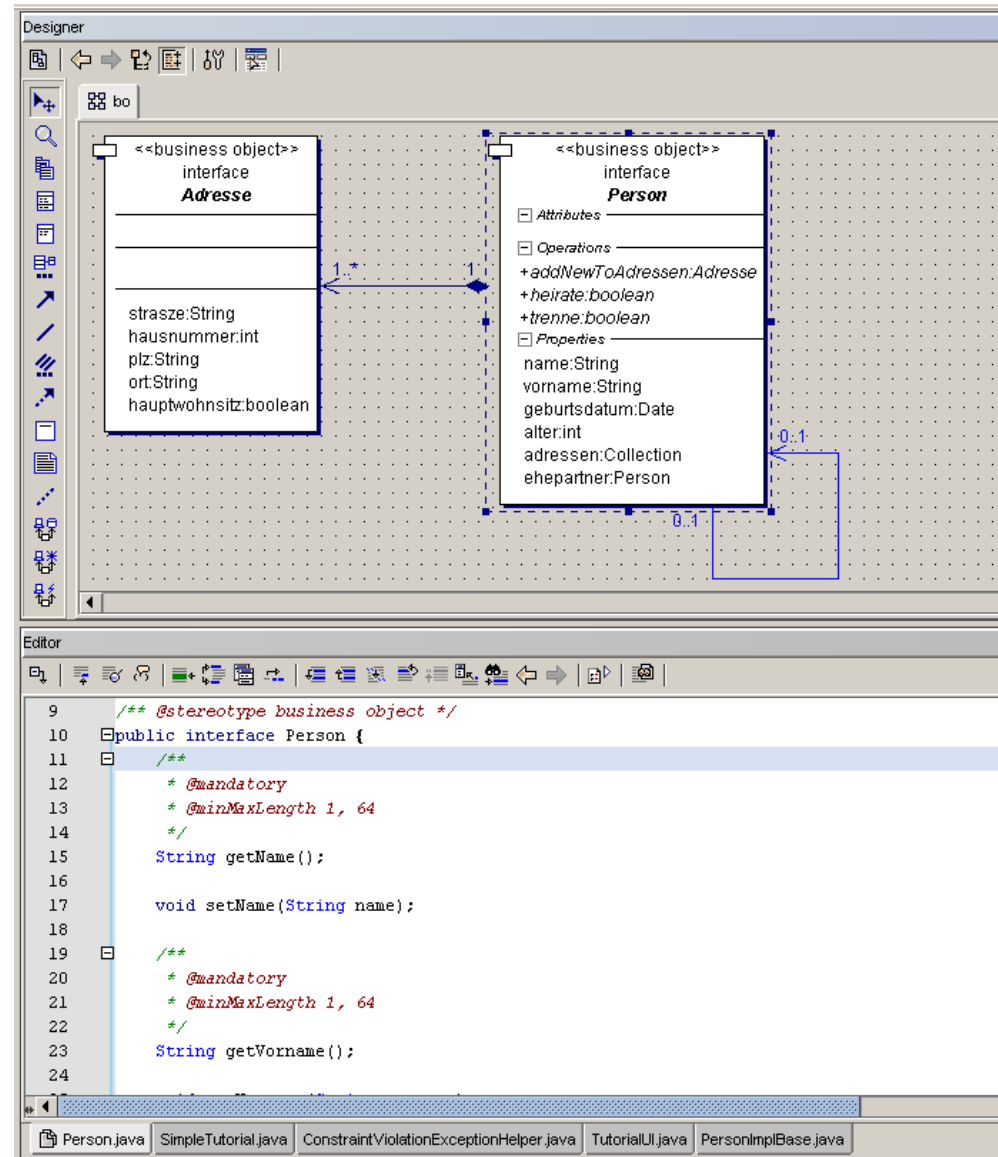 Designer
bo
<<business object>>
interface
Adresse
strasze:String
hausnummer:int
plz:String
ort:String
hauptwohnsitz:boolean
1..*
1
<<business object>>
interface
Person
Attributes
Operations
+addNewToAdressen:Adresse
+heirate:boolean
+trenne:boolean
Properties
name:String
vorname:String
geburtsdatum:Date
alter:int
adressen:Collection
ehepartner:Person
0..1
0..1
Editor
9 /** @stereotype business object */
10 public interface Person {
11 /**
12 * @mandatory
13 * @minMaxLength 1, 64
14 */
15 String getName();
16
17 void setName(String name);
18
19 /**
20 * @mandatory
21 * @minMaxLength 1, 64
22 */
23 String getVorname();
24
Person.java SimpleTutorial.java ConstraintViolationExceptionHelper.java TutorialUI.java PersonImplBase.java